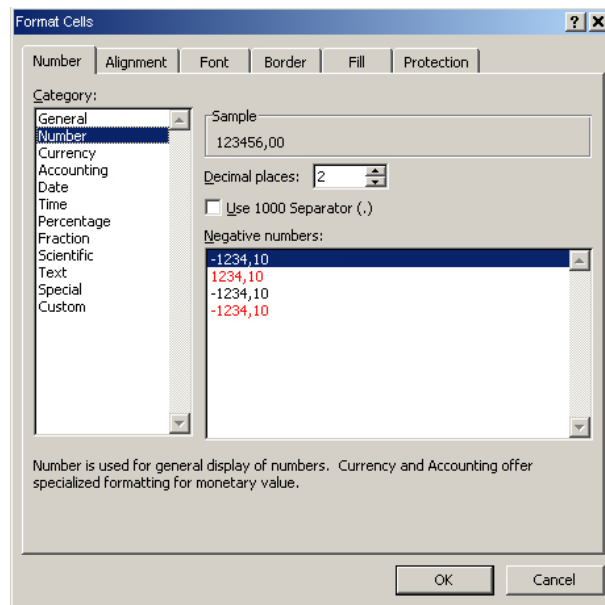 Format Cells
Number Alignment Font Border Fill Protection
Category:
General
Number
Currency
Accounting
Date
Time
Percentage
Fraction
Scientific
Text
Special
Custom
Sample
123456,00
Decimal places: 2
Use 1000 Separator (.)
Negative numbers:
-1234,10
1234,10
-1234,10
-1234,10
Number is used for general display of numbers. Currency and Accounting offer
specialized formatting for monetary value.
OK Cancel